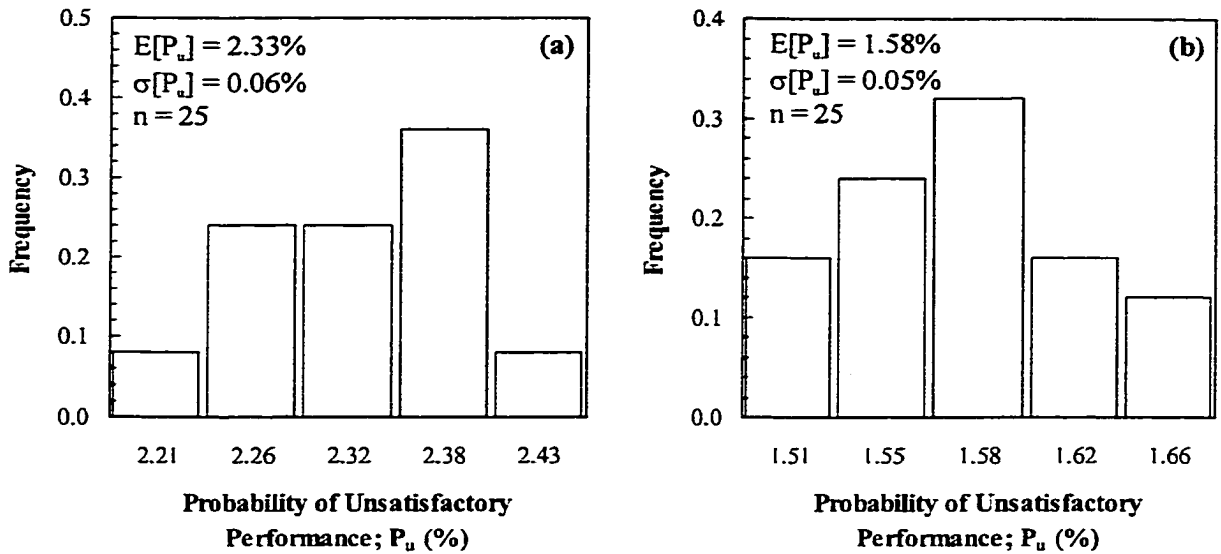 0.5
0.4
0.3
0.2
0.1
0.0
Frequency
E[Pᵤ] = 2.33%
σ[Pᵤ] = 0.06%
n = 25
(a)
2.21 2.26 2.32 2.38 2.43
Probability of Unsatisfactory
Performance; Pᵤ (%)
0.4
0.3
0.2
0.1
0.0
Frequency
E[Pᵤ] = 1.58%
σ[Pᵤ] = 0.05%
n = 25
(b)
1.51 1.55 1.58 1.62 1.66
Probability of Unsatisfactory
Performance; Pᵤ (%)